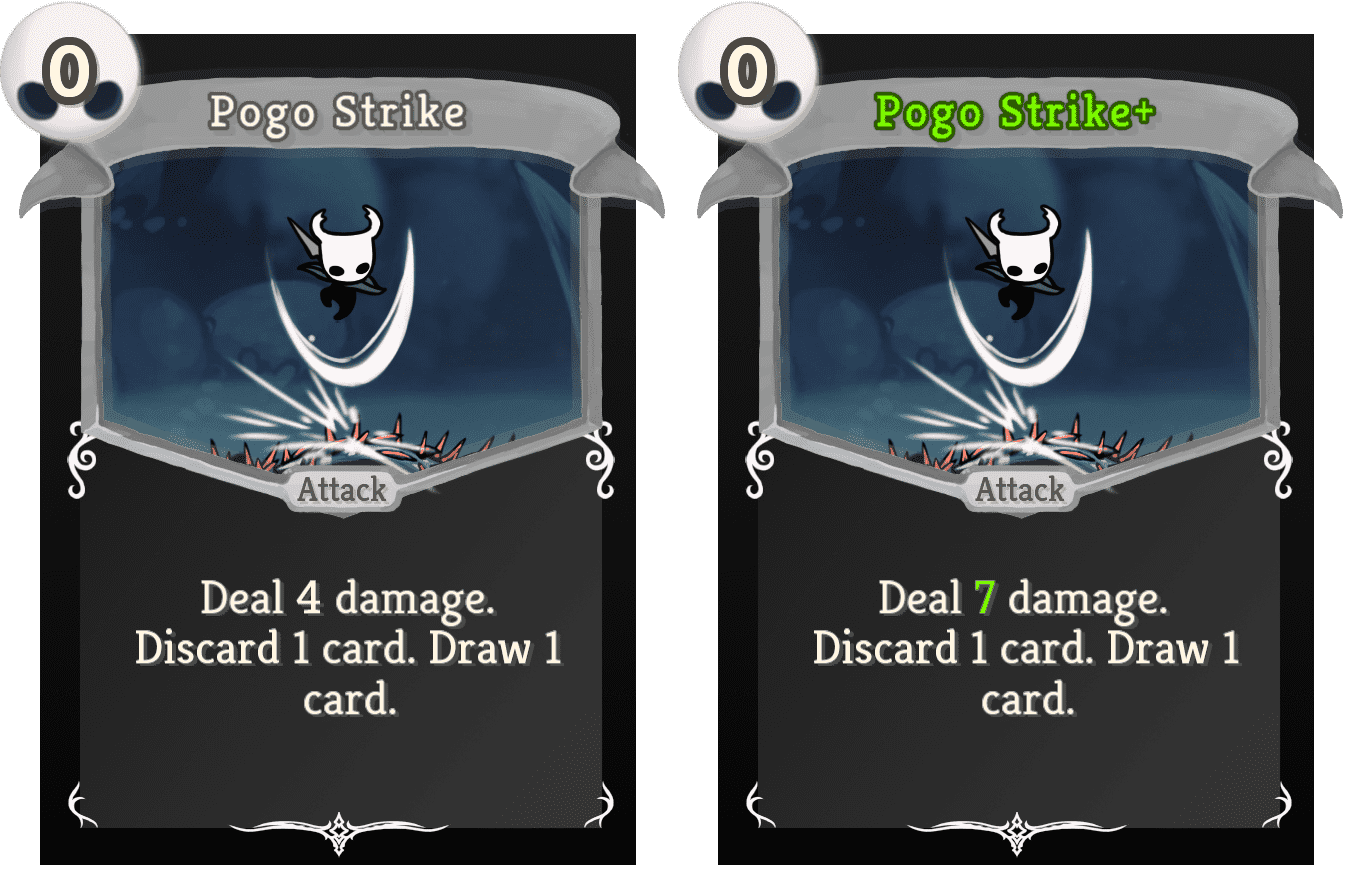 0
Pogo Strike
Attack
Deal 4 damage.
Discard 1 card. Draw 1
card.
0
Pogo Strike+
Attack
Deal 7 damage.
Discard 1 card. Draw 1
card.